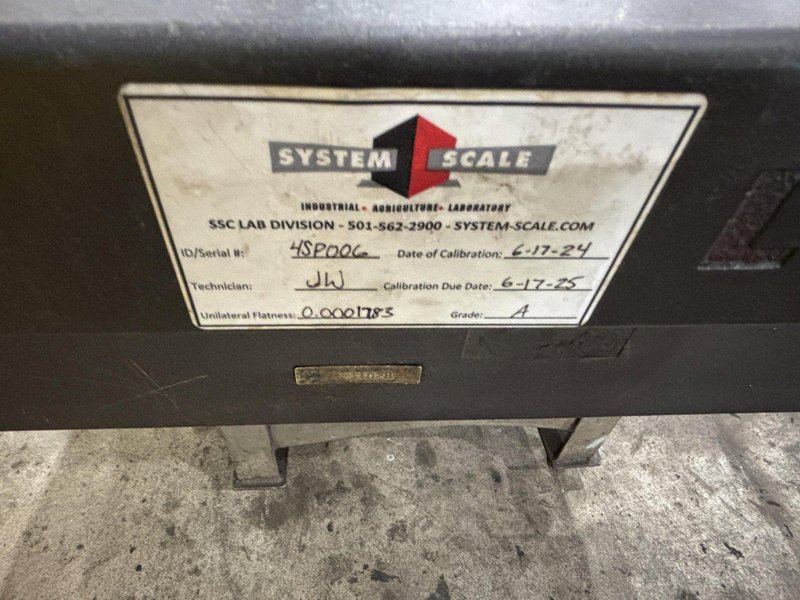 SYSTEM SCALE
INDUSTRIAL • AGRICULTURE • LABORATORY
SSC LAB DIVISION - 501-562-2900 - SYSTEM-SCALE.COM
ID/Serial #: 4SP006 Date of Calibration: 6-17-24
Technician: JW Calibration Due Date: 6-17-25
Unilateral Flatness: 0.0001783 Grade: A